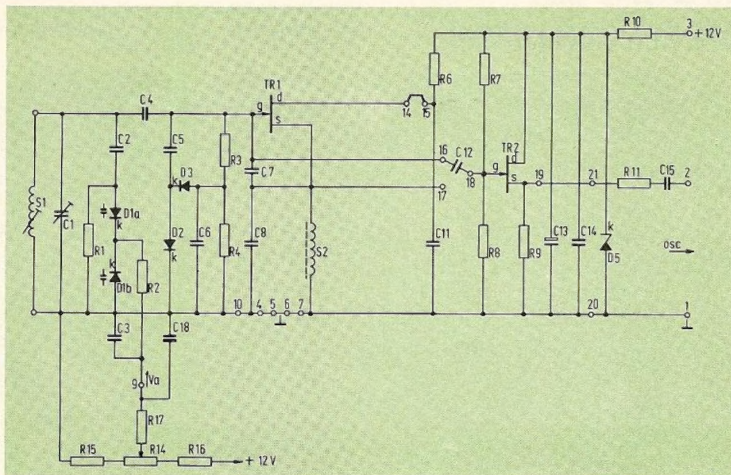 R10
3
+12V
TR1
d
g
s
R6
R7
14
15
C4
C2
C5
R3
C7
16
C12
18
TR2
d
g
s
19
21
R11
C15
2
17
S1
C1
D3
k
D1a
k
R1
R2
D2
k
C6
R4
C8
S2
C11
R8
R9
C13
C14
k
D5
osc
k
D1b
10
4
5
6
7
20
1
C3
C18
g
Va
R17
R15
R14
R16
+12V